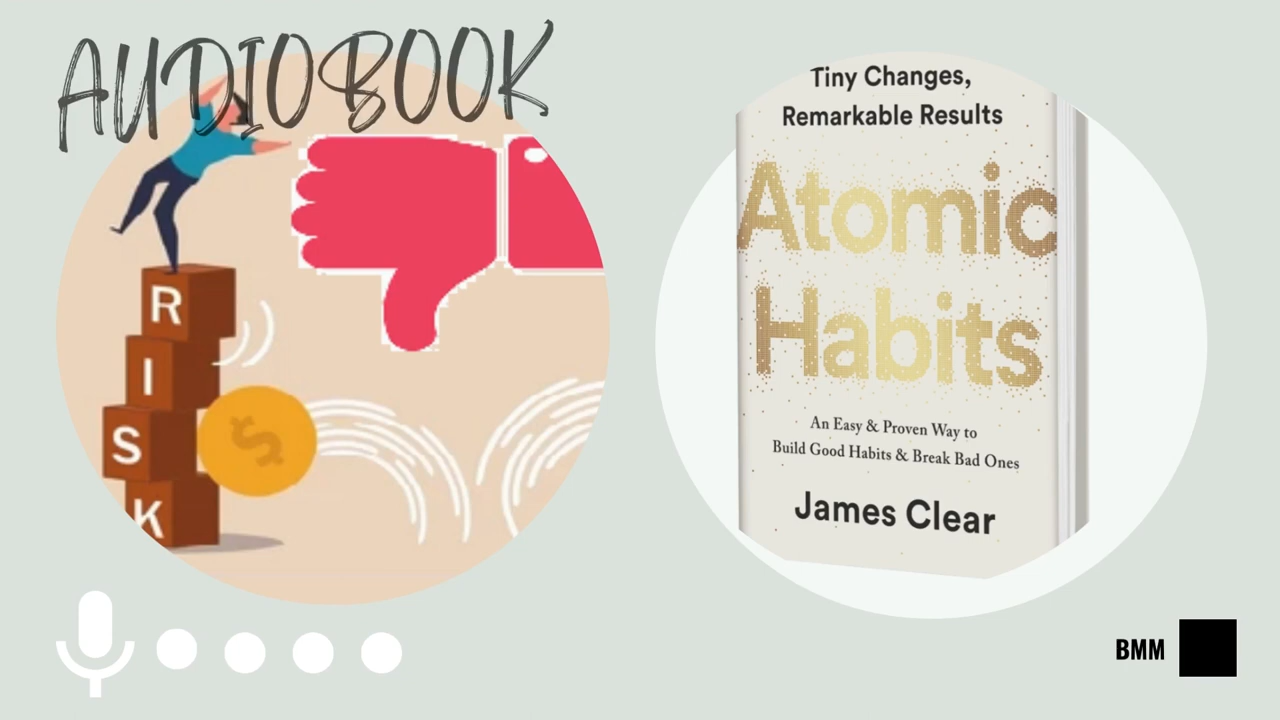 AUDIOBOOK
R
I
S
K
$
Tiny Changes,
Remarkable Results
Atomic
Habits
An Easy & Proven Way to
Build Good Habits & Break Bad Ones
James Clear
BMM